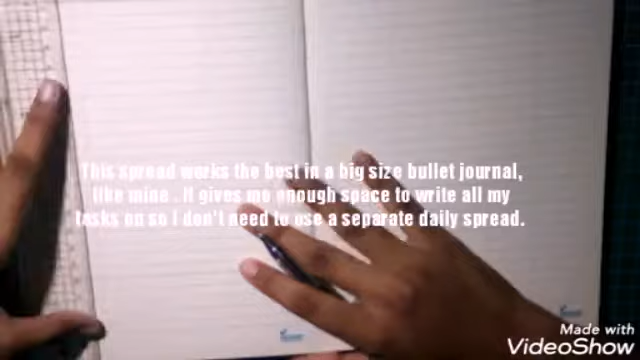 This spread works the best in a big size bullet journal,
like mine . It gives me enough space to write all my
tasks on so I don't need to use a separate daily spread.
Made with
VideoShow